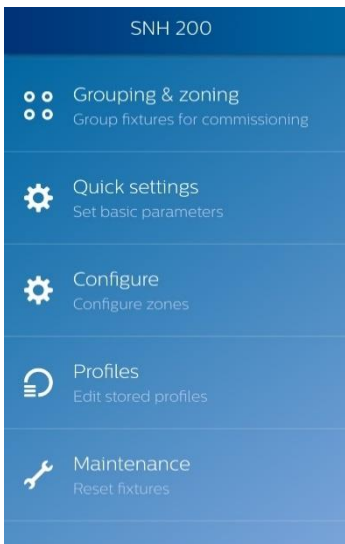 SNH 200
Grouping & zoning
Group fixtures for commissioning
Quick settings
Set basic parameters
Configure
Configure zones
Profiles
Edit stored profiles
Maintenance
Reset fixtures